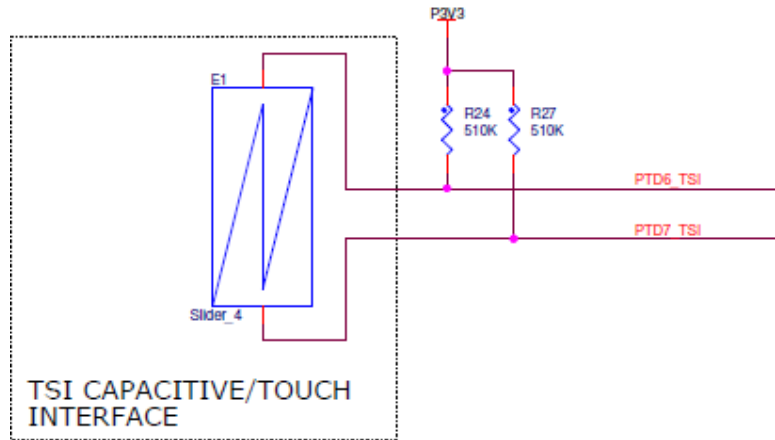 P3V3
E1
R24
510K
R27
510K
PTD6_TSI
PTD7_TSI
Slider_4
TSI CAPACITIVE/TOUCH
INTERFACE